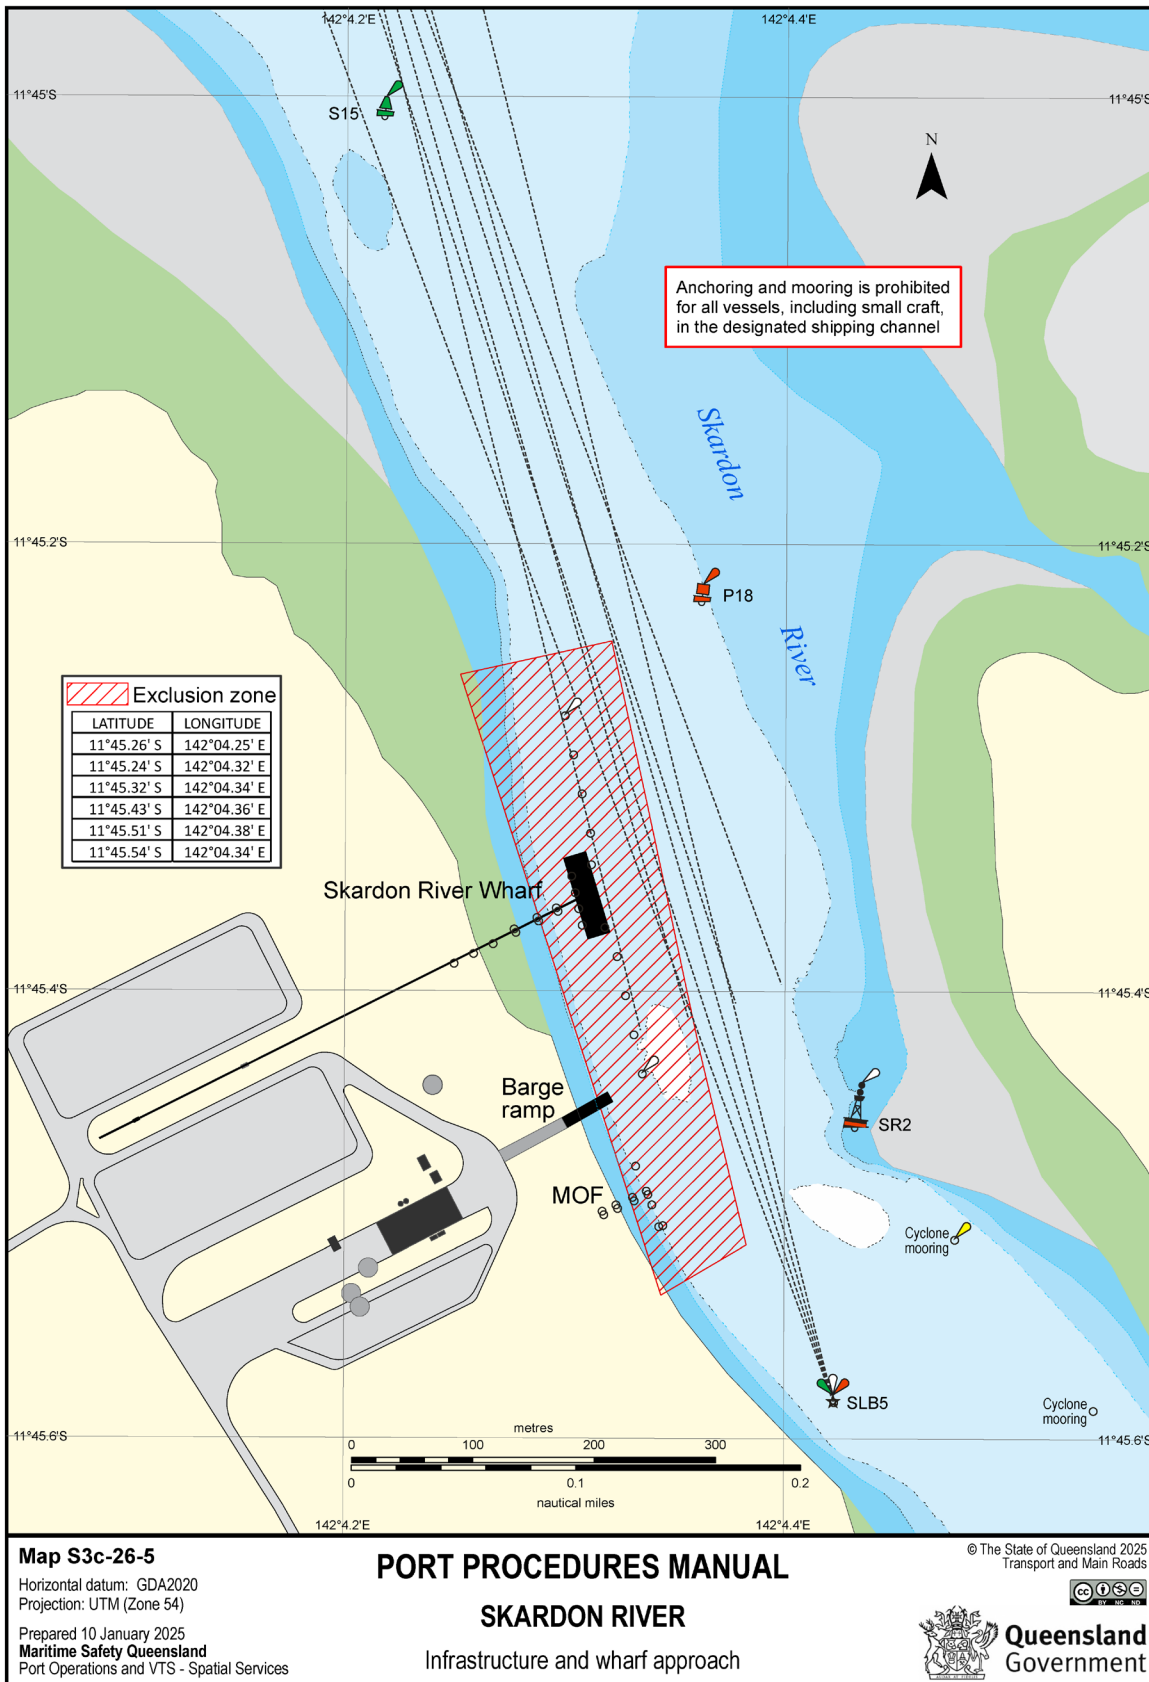 142°4.2'E
142°4.4'E
11°45'S
11°45'S
S15
N
Anchoring and mooring is prohibited
for all vessels, including small craft,
in the designated shipping channel
Skardon
11°45.2'S
11°45.2'S
P18
River
Exclusion zone
LATITUDE LONGITUDE
11°45.26' S 142°04.25' E
11°45.24' S 142°04.32' E
11°45.32' S 142°04.34' E
11°45.43' S 142°04.36' E
11°45.51' S 142°04.38' E
11°45.54' S 142°04.34' E
Skardon River Wharf
11°45.4'S
11°45.4'S
Barge
ramp
SR2
MOF
Cyclone
mooring
SLB5
Cyclone
mooring
metres
0 100 200 300
0 0.1 0.2
nautical miles
11°45.6'S
11°45.6'S
142°4.2'E
142°4.4'E
Map S3c-26-5
Horizontal datum: GDA2020
Projection: UTM (Zone 54)
Prepared 10 January 2025
Maritime Safety Queensland
Port Operations and VTS - Spatial Services
PORT PROCEDURES MANUAL
SKARDON RIVER
Infrastructure and wharf approach
© The State of Queensland 2025
Transport and Main Roads
cc
BY NC ND
Queensland
Government